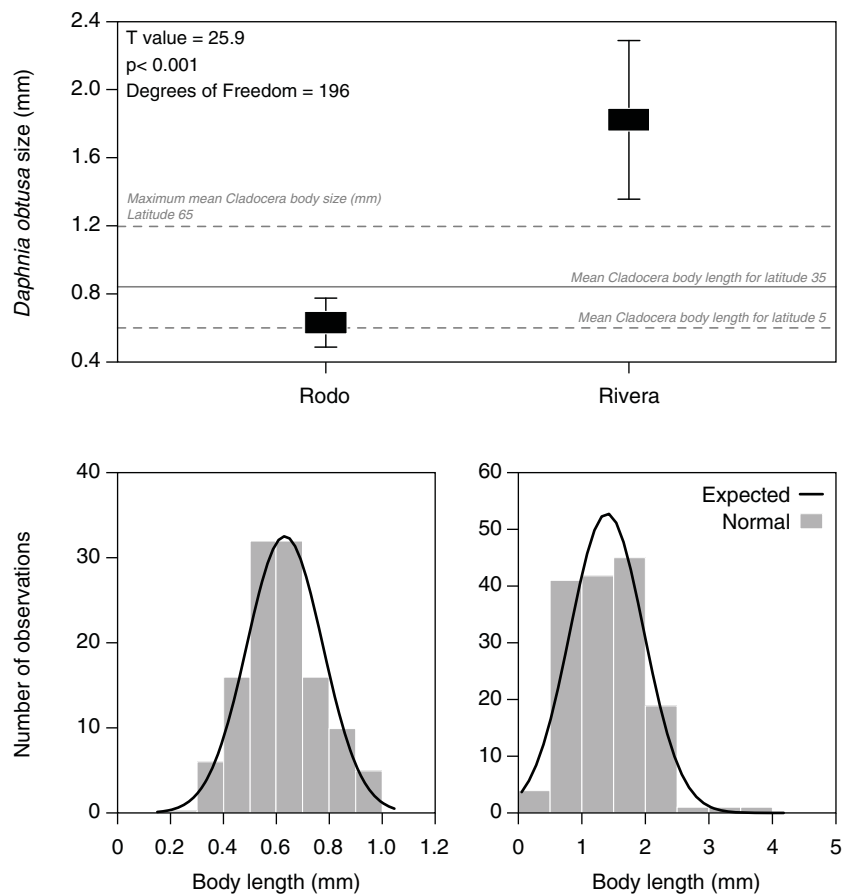 2.4
2.0
1.6
1.2
0.8
0.4
Daphnia obtusa size (mm)
T value = 25.9
p< 0.001
Degrees of Freedom = 196
Maximum mean Cladocera body size (mm)
Latitude 65
Mean Cladocera body length for latitude 35
Mean Cladocera body length for latitude 5
Rodo
Rivera
40
30
20
10
0
Number of observations
0
0.2
0.4
0.6
0.8
1.0
1.2
Body length (mm)
60
50
40
30
20
10
0
Expected
Normal
0
1
2
3
4
5
Body length (mm)